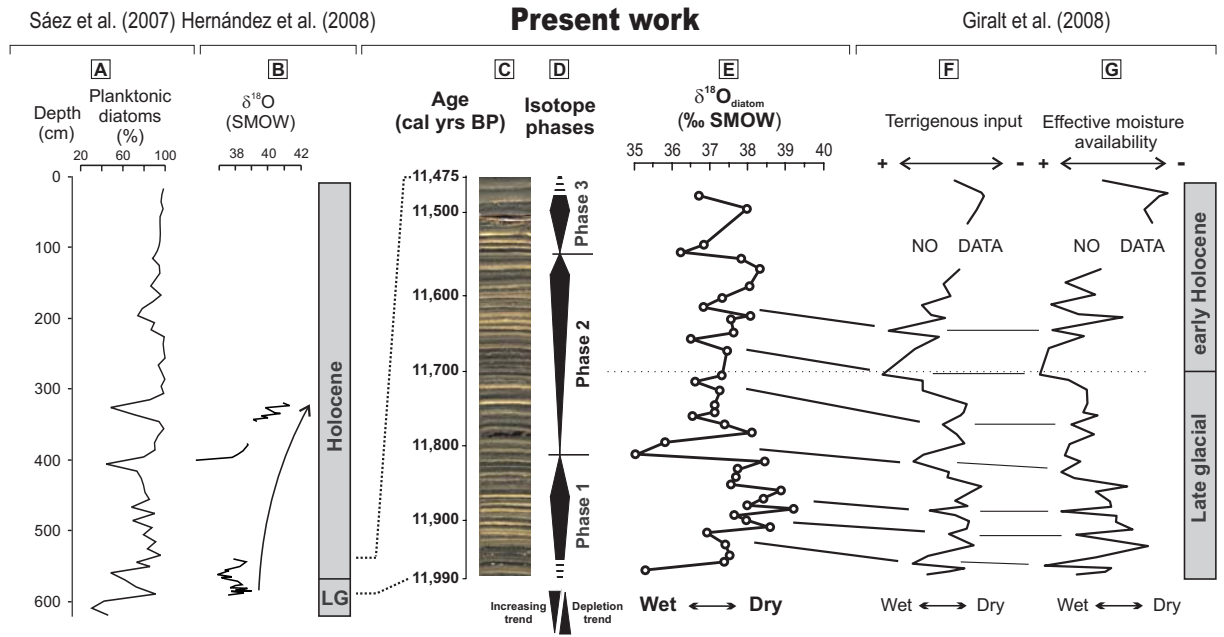 Sáez et al. (2007) Hernández et al. (2008) Present work Giralt et al. (2008)
A B C D E F G
Depth (cm)
Planktonic diatoms (%)
20 60 100
δ18O (SMOW)
38 40 42
Age (cal yrs BP)
Isotope phases
δ18Odiatom (‰ SMOW)
35 36 37 38 39 40
Terrigenous input
+ -
Effective moisture availability
+ -
0
100
200
300
400
500
600
Holocene
LG
11,475
11,500
11,600
11,700
11,800
11,900
11,990
Phase 3
Phase 2
Phase 1
Increasing trend
Depletion trend
NO DATA
NO DATA
early Holocene
Late glacial
Wet Dry
Wet Dry
Wet Dry